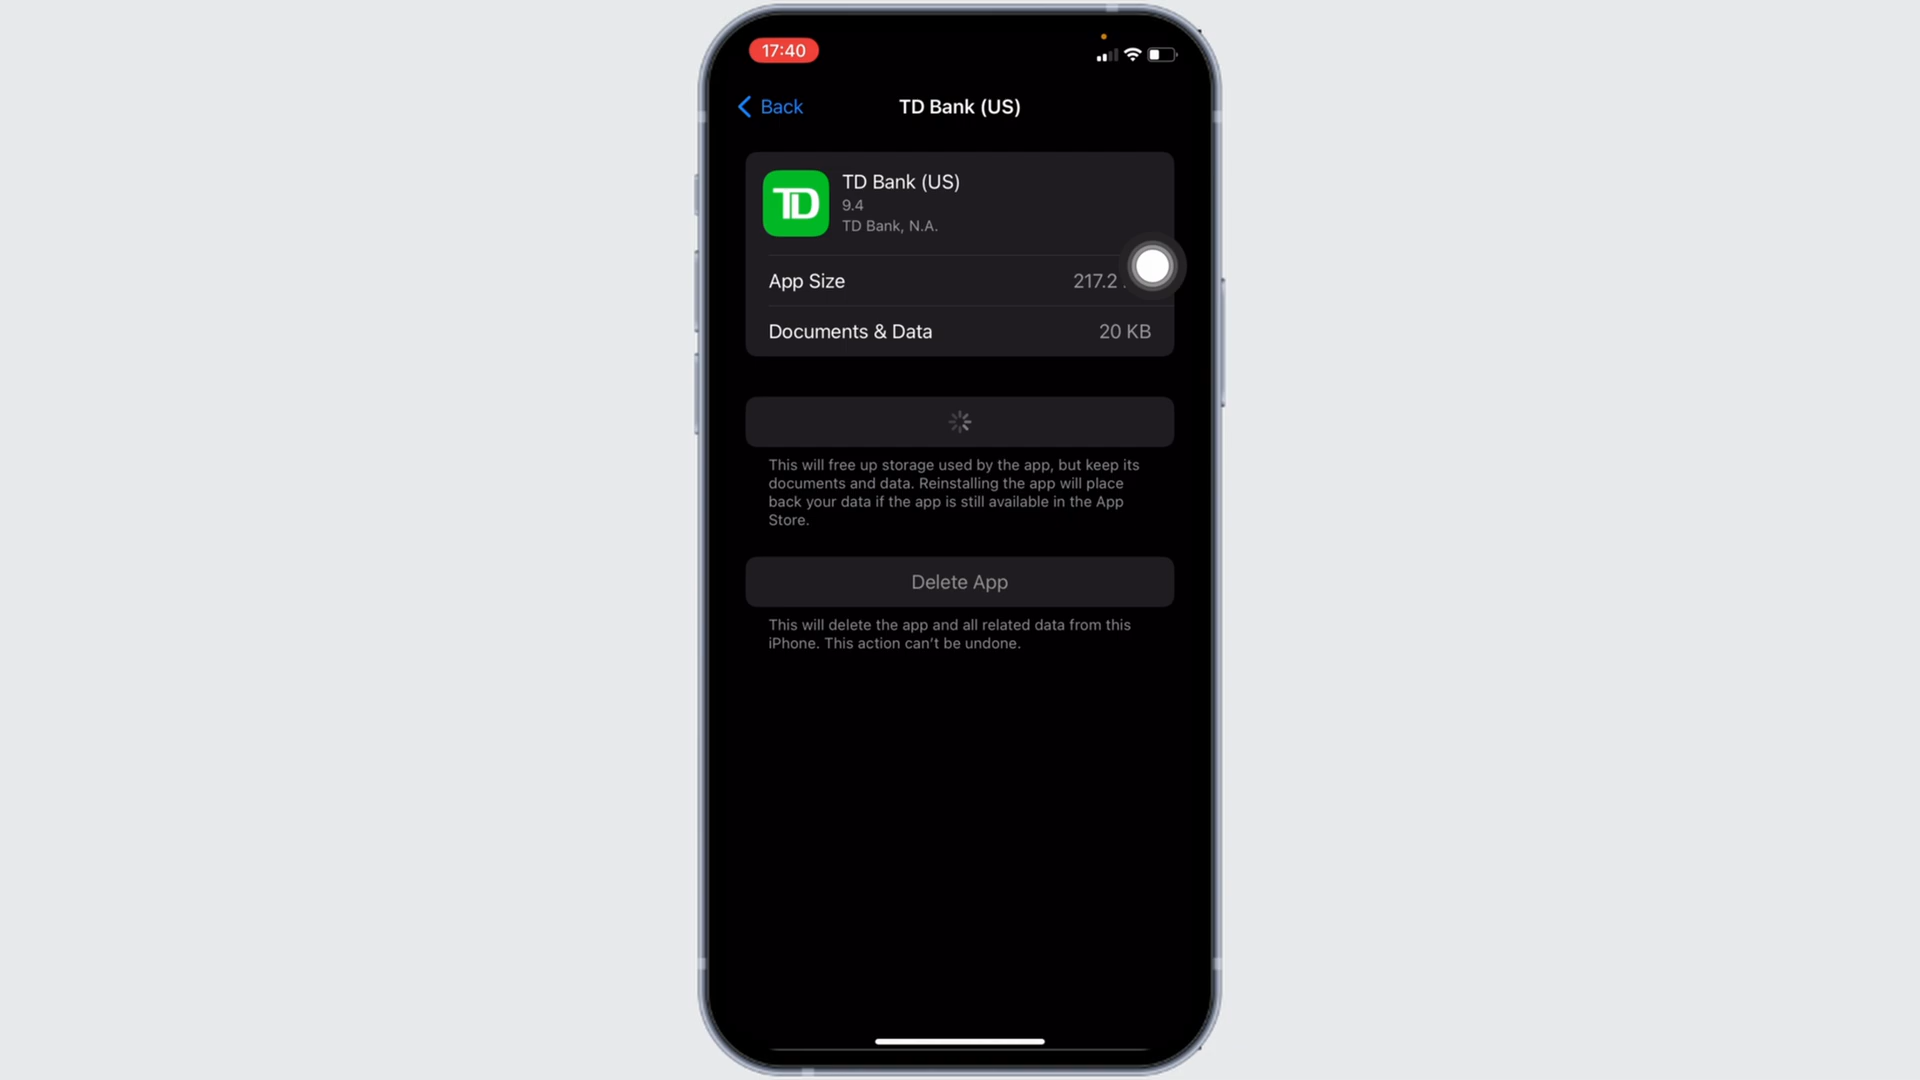 17:40
Back
TD Bank (US)
TD
TD Bank (US)
9.4
TD Bank, N.A.
App Size
217.2
Documents & Data
20 KB
This will free up storage used by the app, but keep its
documents and data. Reinstalling the app will place
back your data if the app is still available in the App
Store.
Delete App
This will delete the app and all related data from this
iPhone. This action can't be undone.